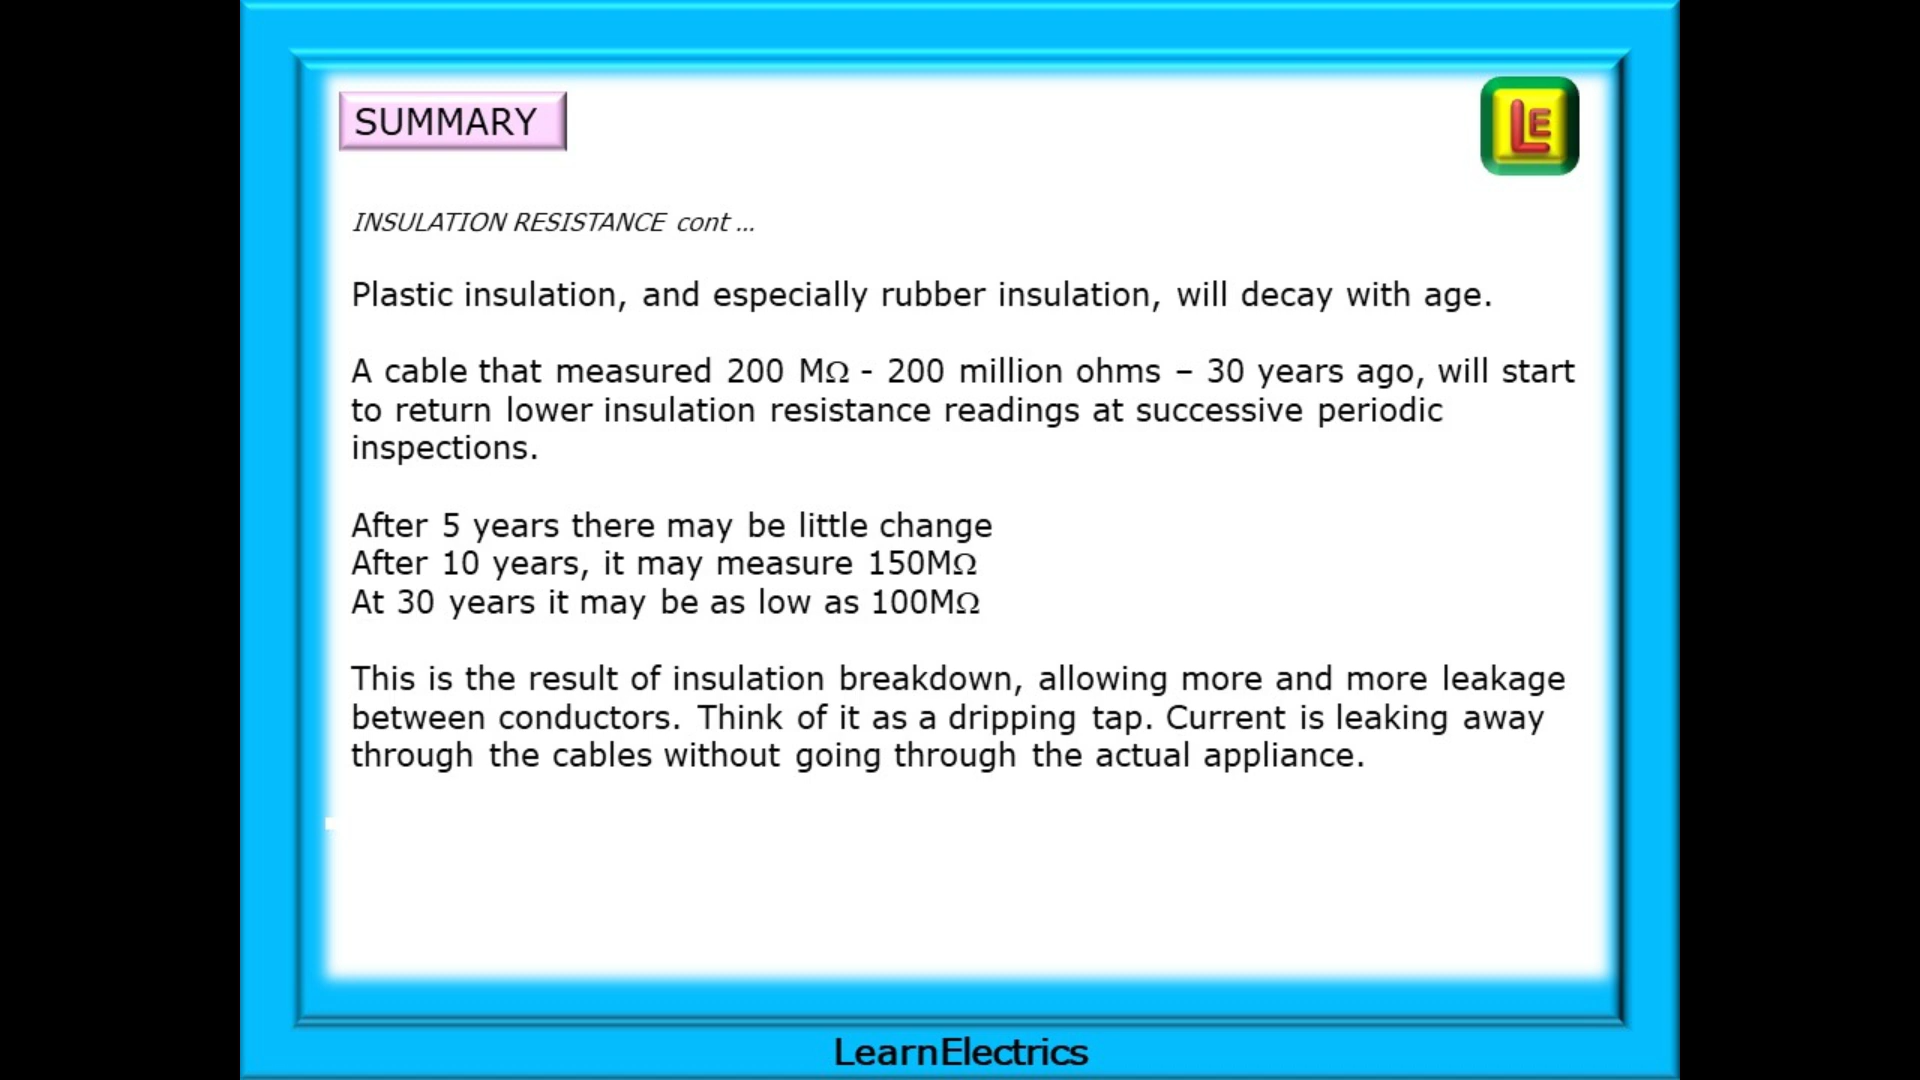 SUMMARY
LE
INSULATION RESISTANCE cont ...
Plastic insulation, and especially rubber insulation, will decay with age.
A cable that measured 200 MΩ - 200 million ohms – 30 years ago, will start
to return lower insulation resistance readings at successive periodic
inspections.
After 5 years there may be little change
After 10 years, it may measure 150MΩ
At 30 years it may be as low as 100MΩ
This is the result of insulation breakdown, allowing more and more leakage
between conductors. Think of it as a dripping tap. Current is leaking away
through the cables without going through the actual appliance.
LearnElectrics